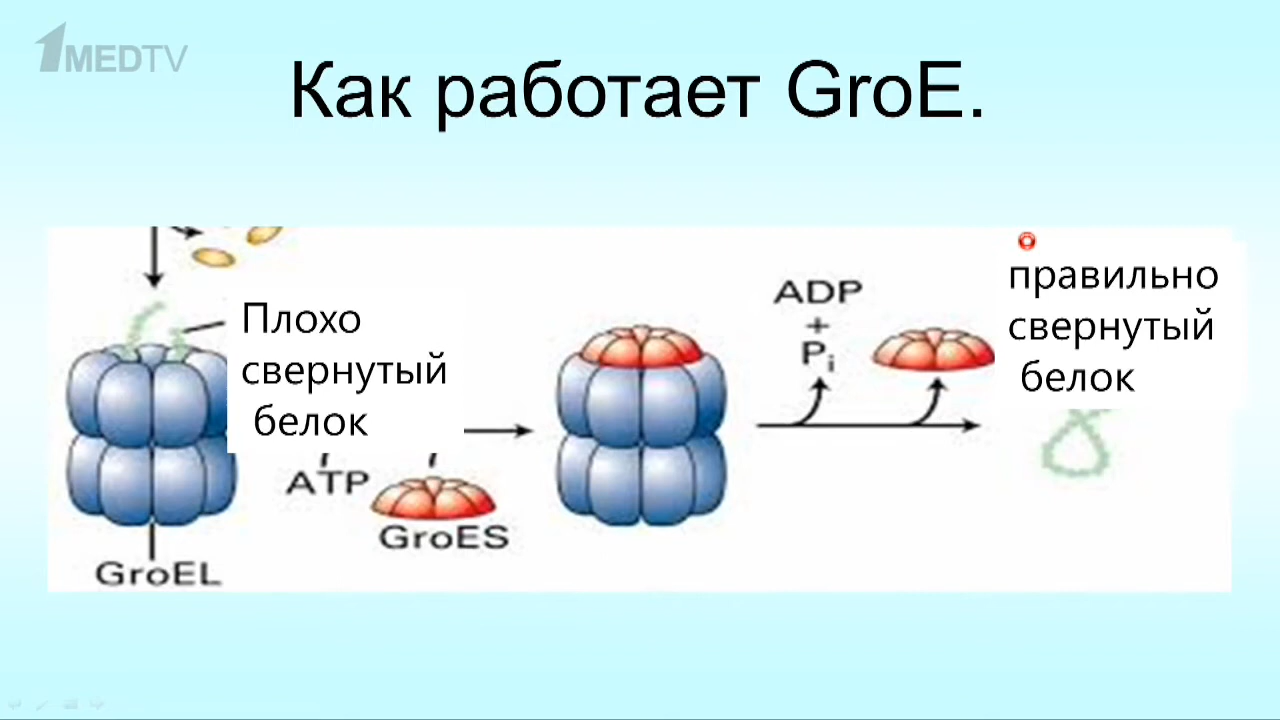 1MEDTV
Как работает GroE.
Плохо
свернутый
белок
ATP
GroES
GroEL
ADP
+
Pi
правильно
свернутый
белок